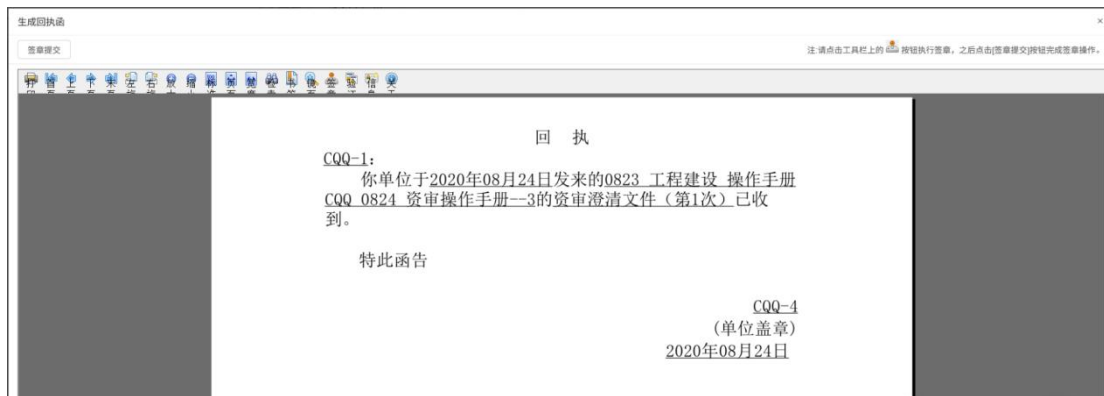 生成回执函
×
签章提交
注:请点击工具栏上的 按钮执行签章，之后点击[签章提交]按钮完成签章操作。
回 执
CQQ-1:
你单位于2020年08月24日发来的0823 工程建设 操作手册
CQQ 0824 资审操作手册--3的资审澄清文件（第1次）已收
到。
特此函告
CQQ-4
(单位盖章)
2020年08月24日